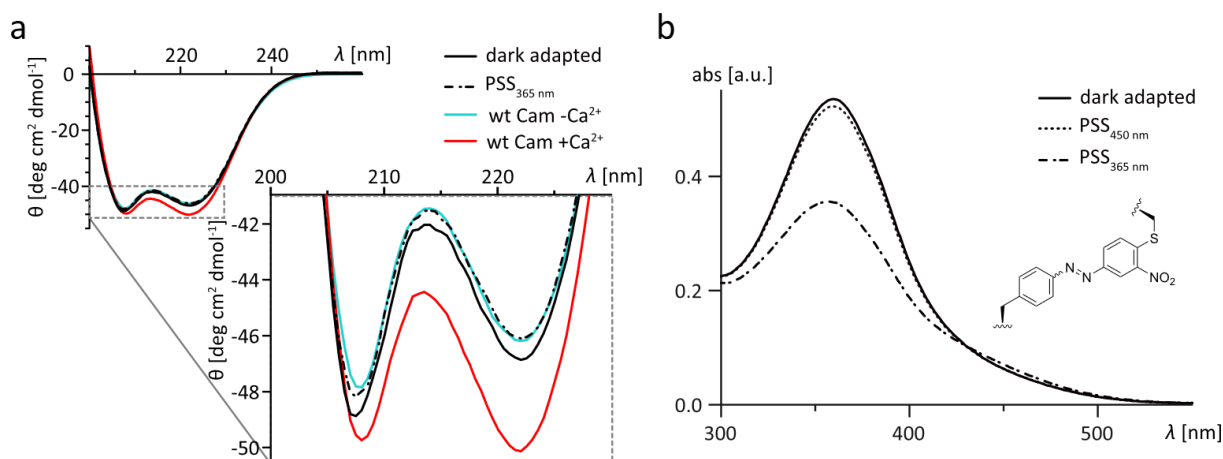 a
λ [nm]
220
240
0
-20
-40
θ [deg cm² dmol⁻¹]
dark adapted
PSS365 nm
wt Cam -Ca²⁺
wt Cam +Ca²⁺
200
210
220
λ [nm]
-42
-44
-46
-48
-50
θ [deg cm² dmol⁻¹]
b
abs [a.u.]
0.4
0.2
0.0
300
400
500
λ [nm]
dark adapted
PSS450 nm
PSS365 nm
S
N
N
NO₂